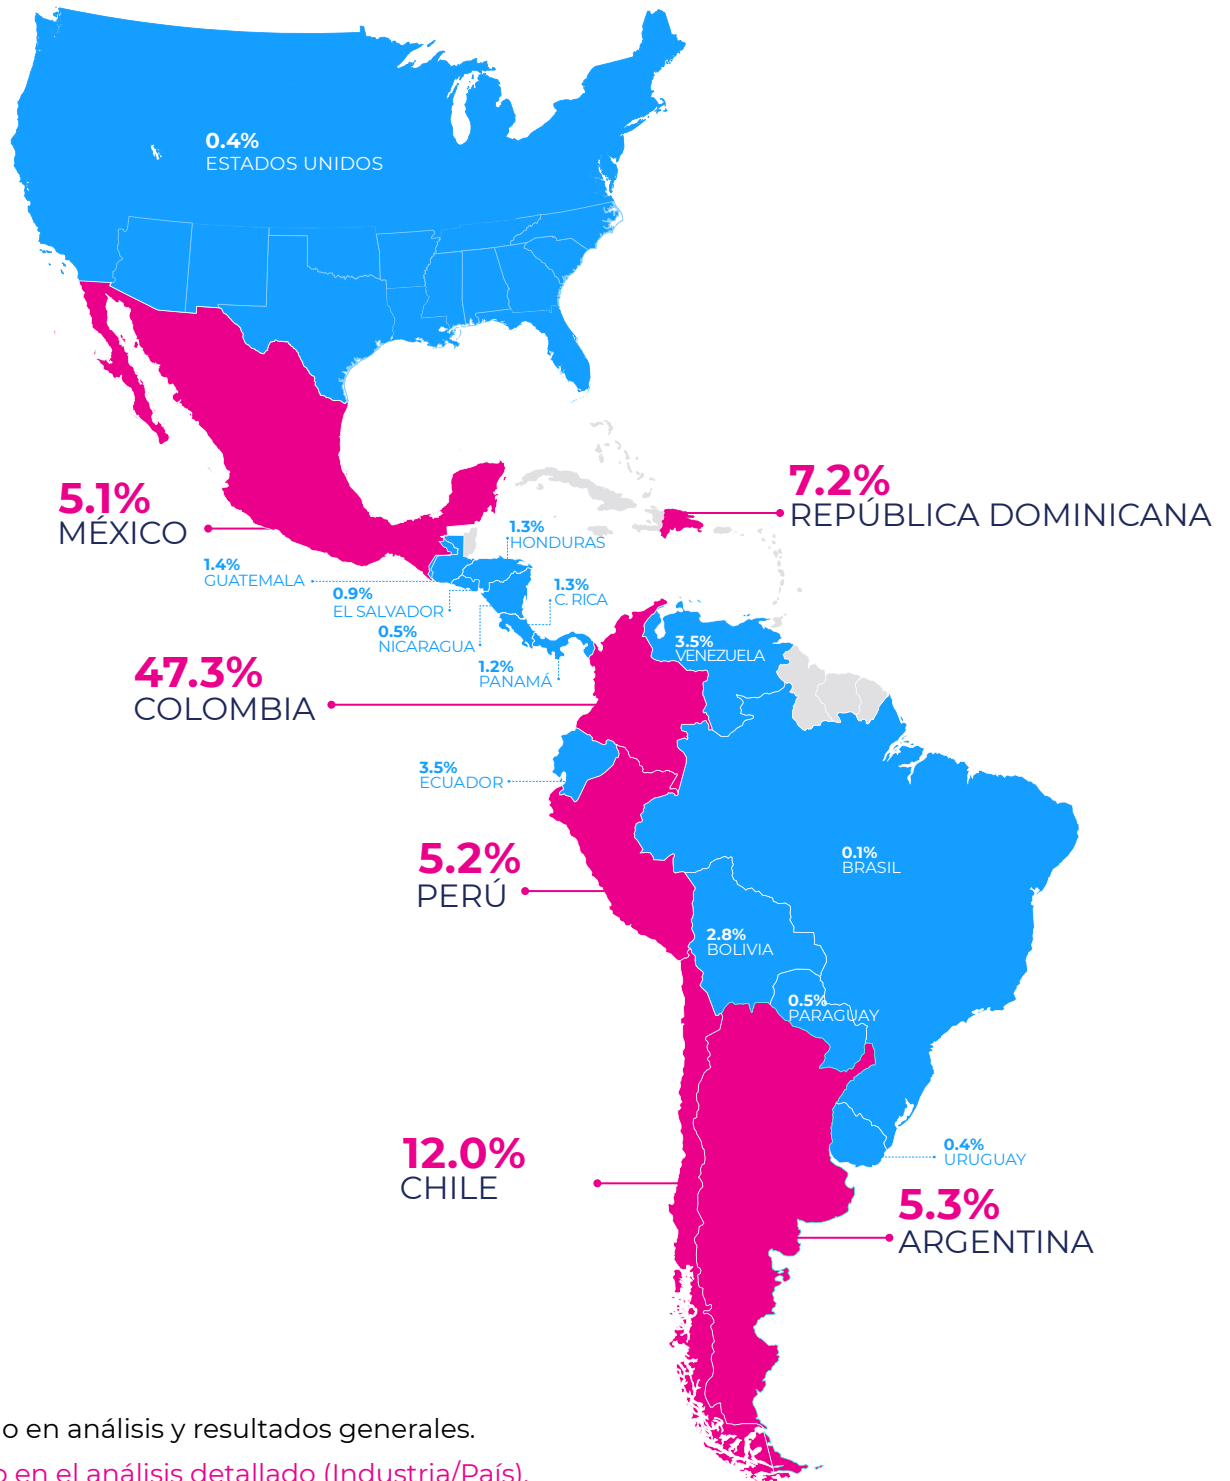 0.4%
ESTADOS UNIDOS
7.2%
REPÚBLICA DOMINICANA
5.1%
MÉXICO
1.3%
HONDURAS
1.4%
GUATEMALA
0.9%
EL SALVADOR
1.3%
C. RICA
0.5%
NICARAGUA
3.5%
VENEZUELA
1.2%
PANAMÁ
47.3%
COLOMBIA
3.5%
ECUADOR
5.2%
PERÚ
0.1%
BRASIL
2.8%
BOLIVIA
0.5%
PARAGUAY
12.0%
CHILE
0.4%
URUGUAY
5.3%
ARGENTINA
o en análisis y resultados generales.
o en el análisis detallado (Industria/País).